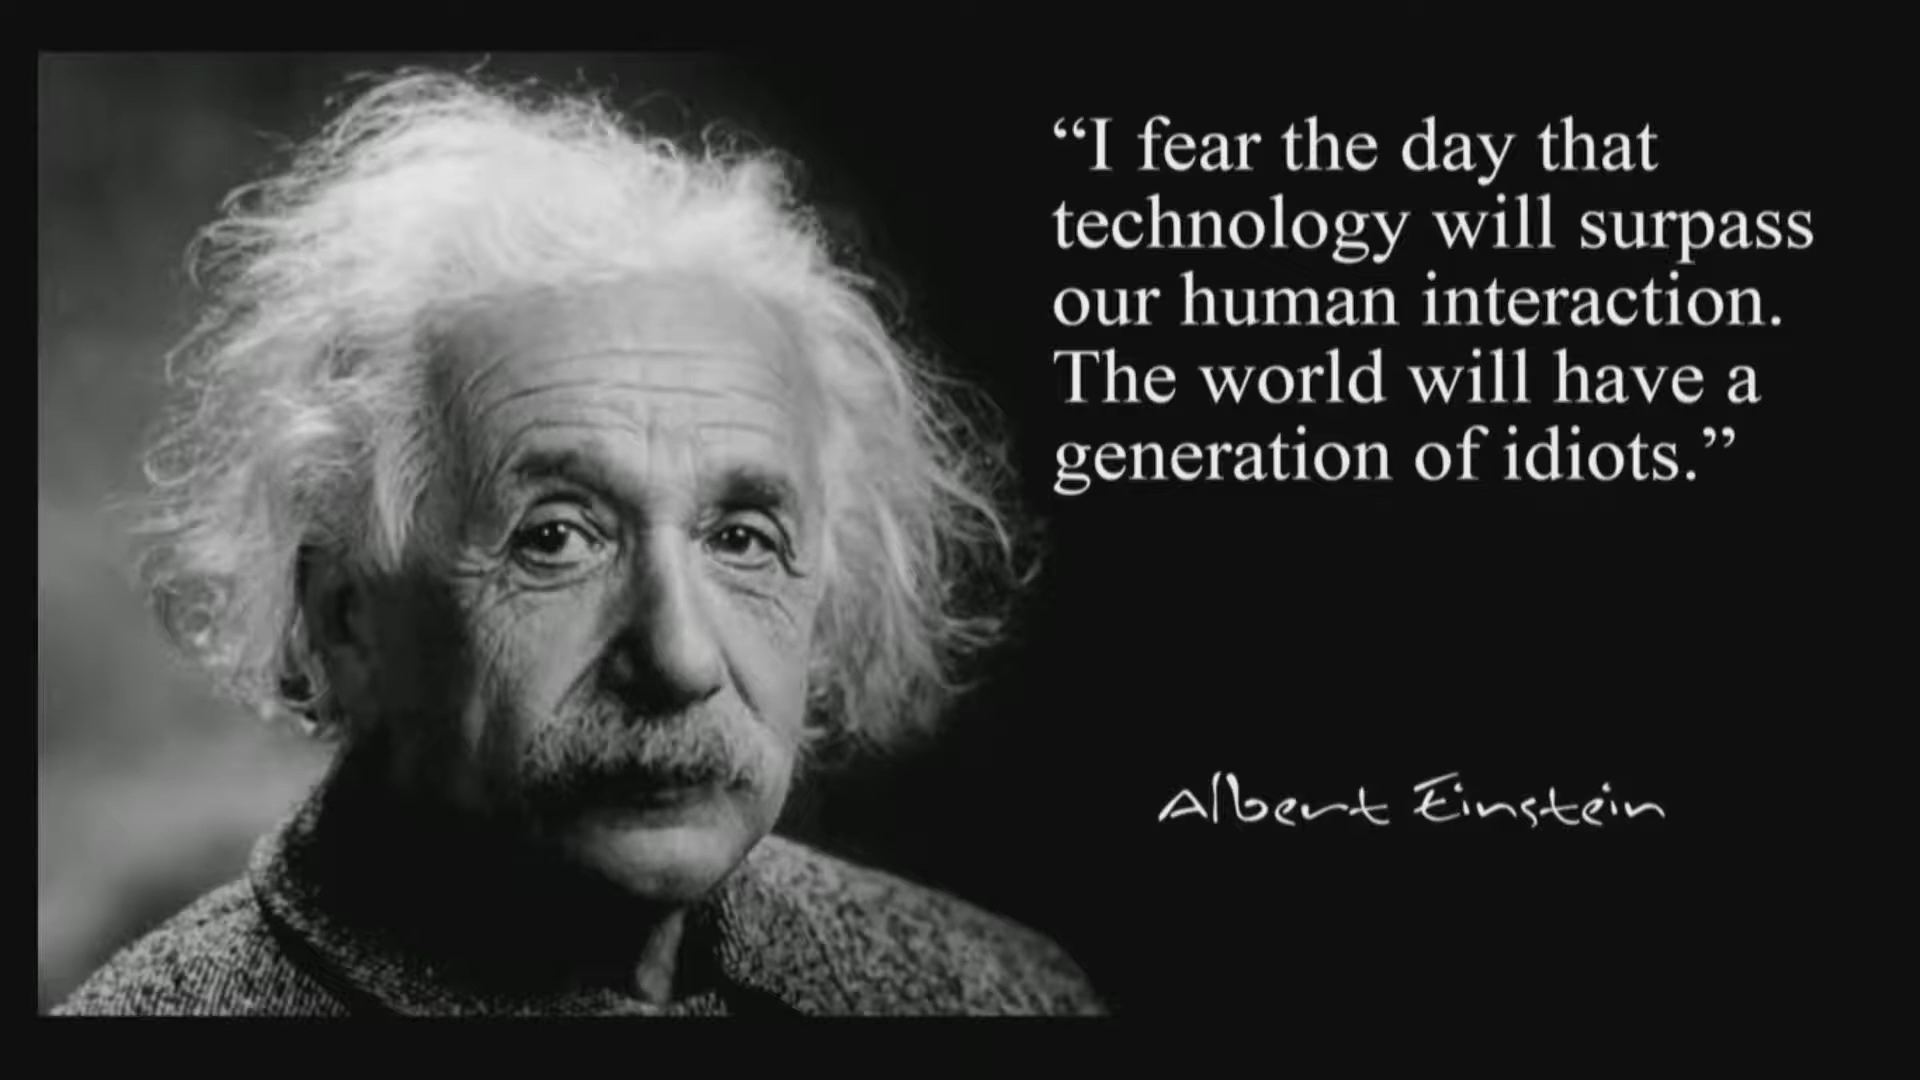 “I fear the day that
technology will surpass
our human interaction.
The world will have a
generation of idiots.”
Albert Einstein